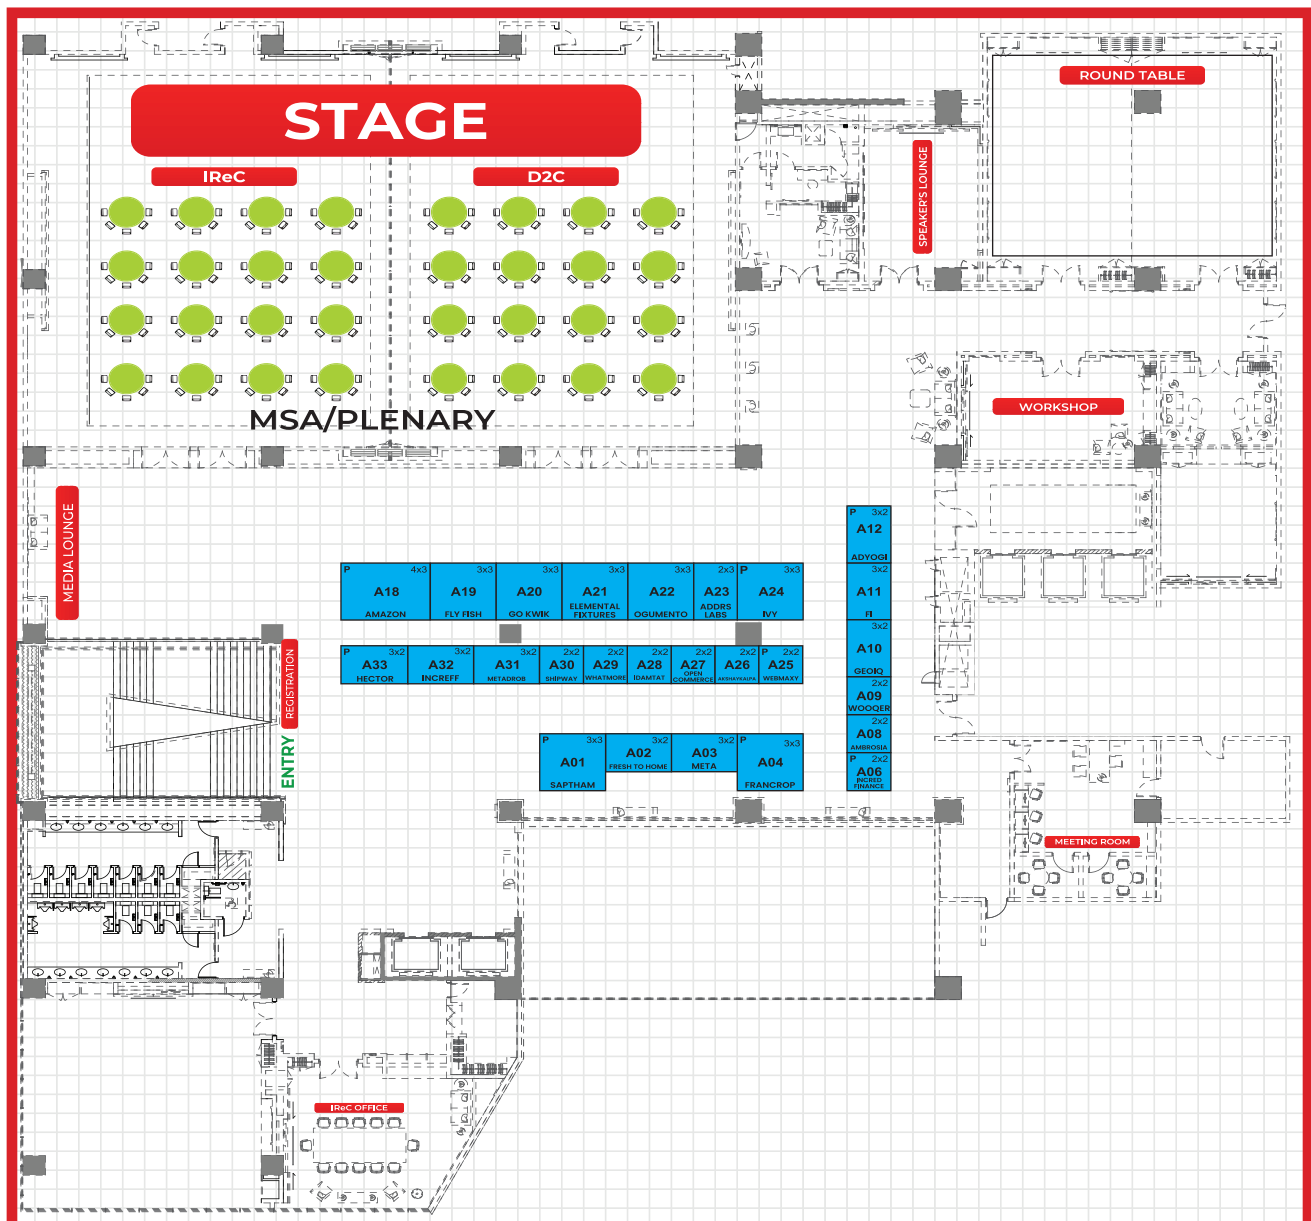 STAGE
ROUND TABLE
IReC
D2C
SPEAKER'S LOUNGE
MSA/PLENARY
WORKSHOP
MEDIA LOUNGE
P 3x2
A12
ADYOGI
P 4x3
A18
AMAZON
3x3
A19
FLY FISH
3x3
A20
GO KWIK
3x3
A21
ELEMENTAL
FIXTURES
3x3
A22
OGUMENTO
2x3
A23
ADDRS
LABS
P 3x3
A24
IVY
3x2
A11
FI
3x2
A10
GEOIQ
P 3x2
A33
HECTOR
3x2
A32
INCREFF
3x2
A31
METADROB
2x2
A30
SHIPWAY
2x2
A29
WHATMORE
2x2
A28
IDAMTAT
2x2
A27
OPEN
COMMERCE
2x2
A26
AKSHAYKALPA
P 2x2
A25
WEBMAXY
2x2
A09
WOOQER
2x2
A08
AMBROSIA
P 2x2
A06
INCRED
FINANCE
REGISTRATION
ENTRY
P 3x3
A01
SAPTHAM
3x2
A02
FRESH TO HOME
3x2
A03
META
P 3x3
A04
FRANCROP
MEETING ROOM
IReC OFFICE